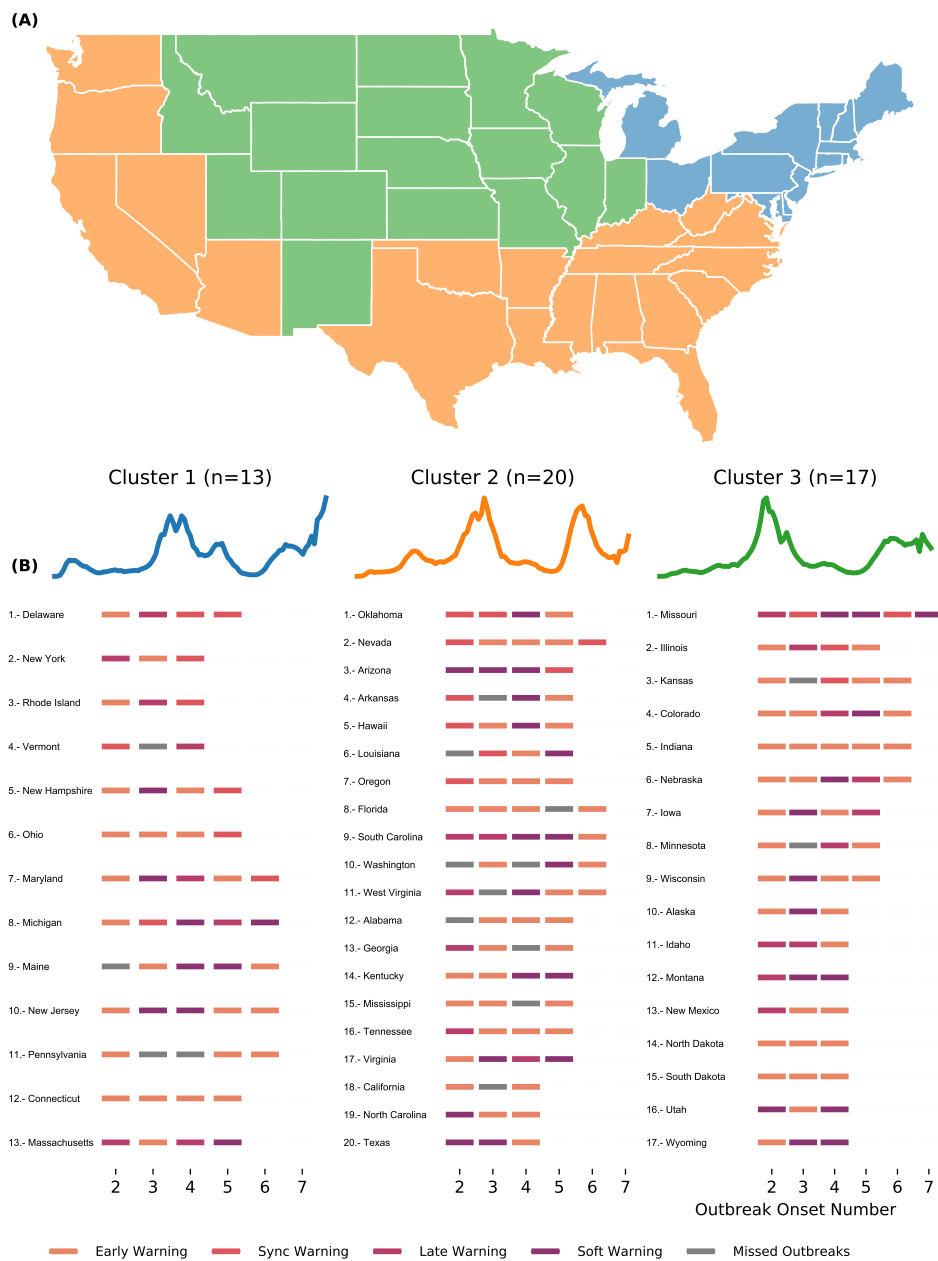 (A)
Cluster 1 (n=13)
Cluster 2 (n=20)
Cluster 3 (n=17)
(B)
1.- Delaware
2.- New York
3.- Rhode Island
4.- Vermont
5.- New Hampshire
6.- Ohio
7.- Maryland
8.- Michigan
9.- Maine
10.- New Jersey
11.- Pennsylvania
12.- Connecticut
13.- Massachusetts
2 3 4 5 6 7
1.- Oklahoma
2.- Nevada
3.- Arizona
4.- Arkansas
5.- Hawaii
6.- Louisiana
7.- Oregon
8.- Florida
9.- South Carolina
10.- Washington
11.- West Virginia
12.- Alabama
13.- Georgia
14.- Kentucky
15.- Mississippi
16.- Tennessee
17.- Virginia
18.- California
19.- North Carolina
20.- Texas
2 3 4 5 6 7
1.- Missouri
2.- Illinois
3.- Kansas
4.- Colorado
5.- Indiana
6.- Nebraska
7.- Iowa
8.- Minnesota
9.- Wisconsin
10.- Alaska
11.- Idaho
12.- Montana
13.- New Mexico
14.- North Dakota
15.- South Dakota
16.- Utah
17.- Wyoming
2 3 4 5 6 7
Outbreak Onset Number
Early Warning
Sync Warning
Late Warning
Soft Warning
Missed Outbreaks